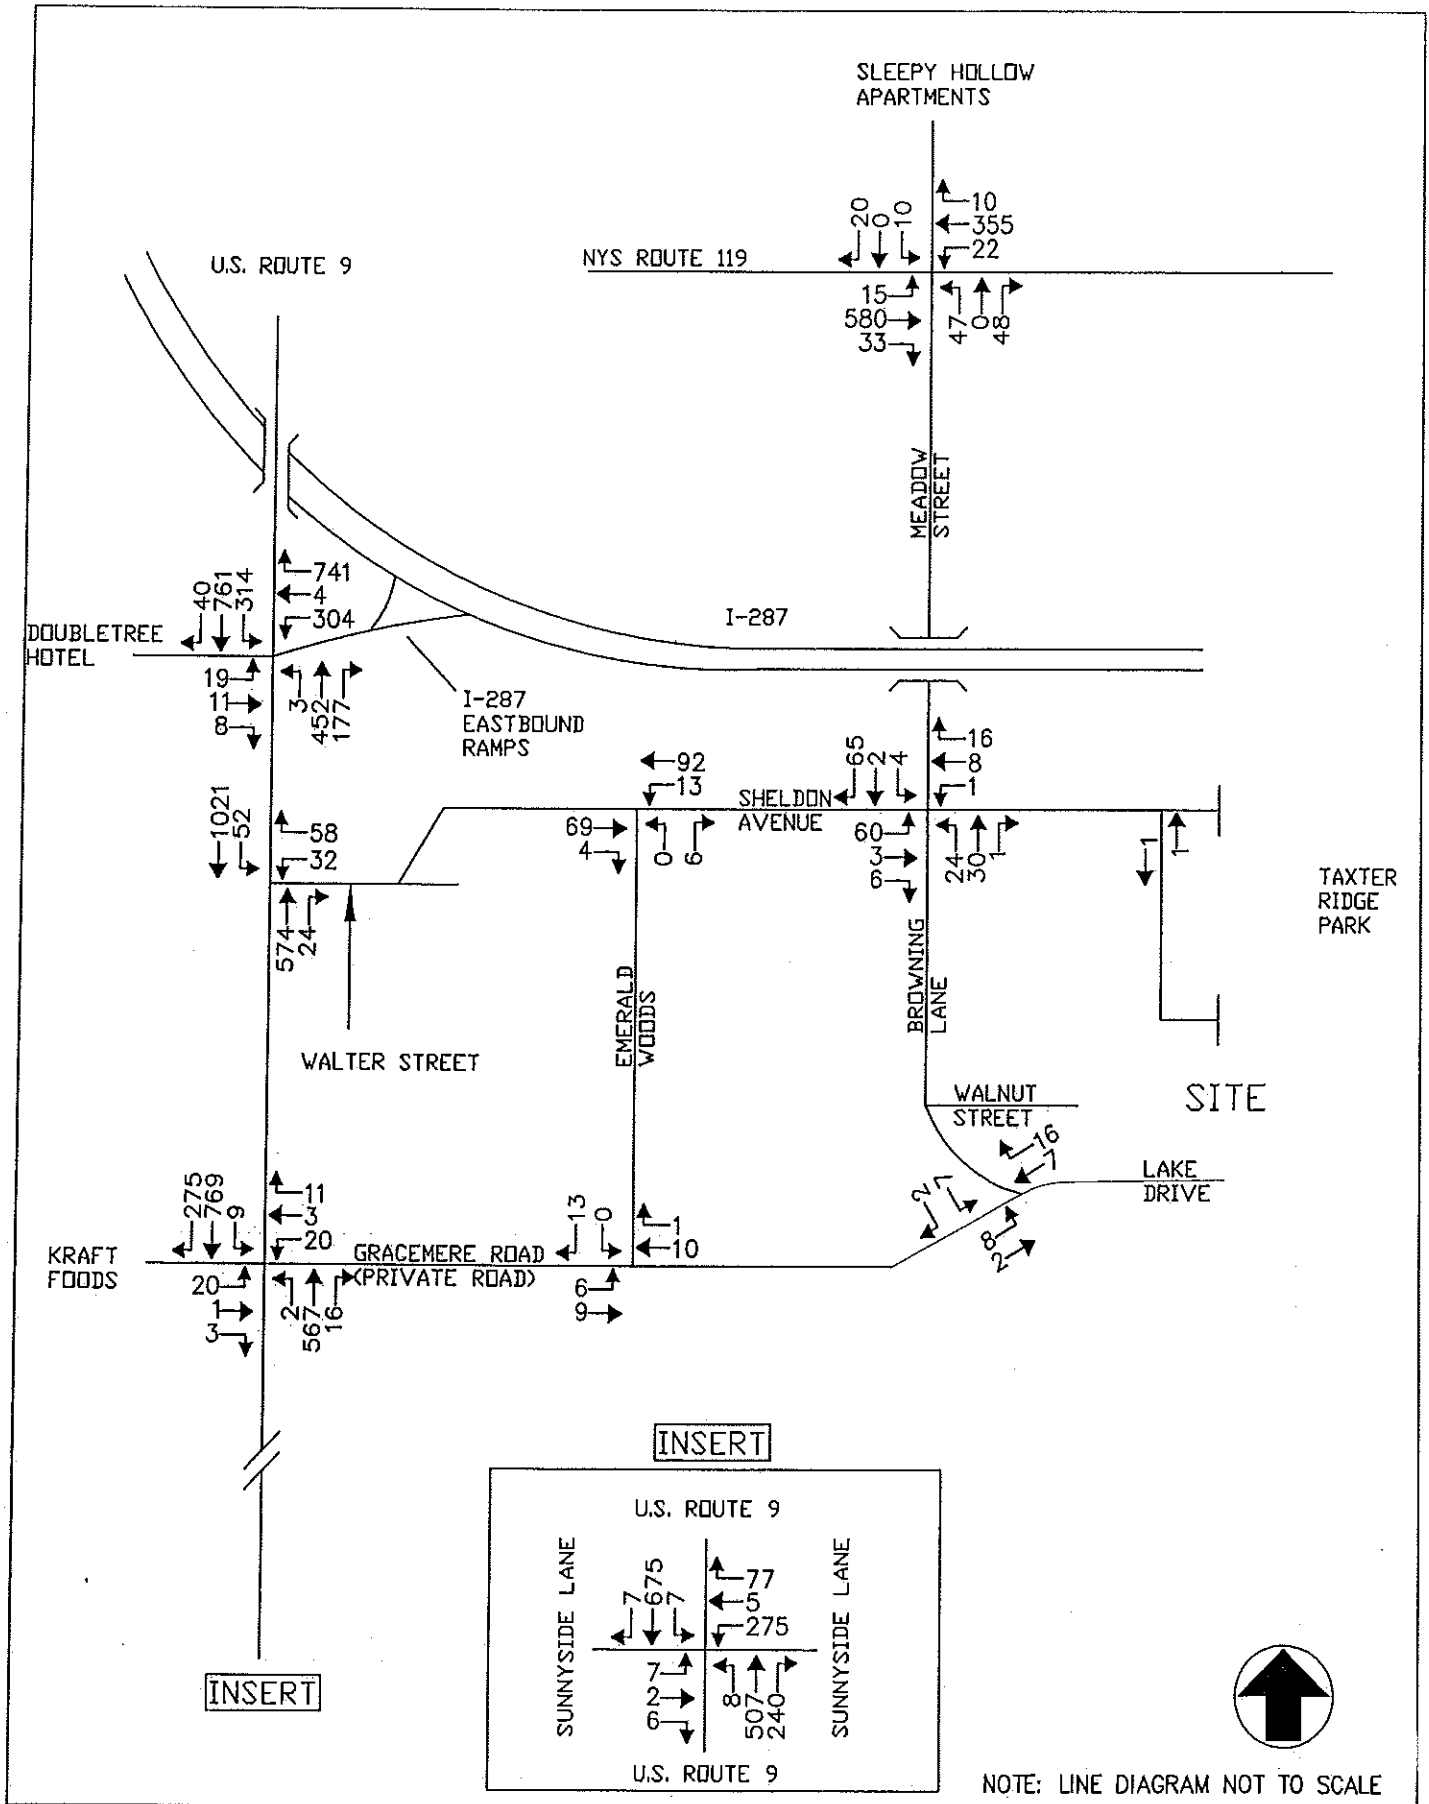 SLEEPY HOLLOW
APARTMENTS
20
0
10
10
355
22
NYS ROUTE 119
15
580
33
47
0
48
U.S. ROUTE 9
MEADOW
STREET
40
761
314
741
4
304
DOUBLETREE
HOTEL
19
11
8
3
452
177
I-287
I-287
EASTBOUND
RAMPS
92
13
SHELDON
AVENUE
69
4
0
6
65
2
4
16
8
1
60
3
6
24
30
1
1
1
TAXTER
RIDGE
PARK
1021
52
58
32
574
24
WALTER STREET
EMERALD
WOODS
BROWNING
LANE
WALNUT
STREET
SITE
16
7
2
7
8
2
LAKE
DRIVE
275
769
9
11
3
20
KRAFT
FOODS
GRACEMERE ROAD
(PRIVATE ROAD)
20
1
3
2
567
16
13
0
1
10
6
9
INSERT
U.S. ROUTE 9
SUNNYSIDE LANE
7
675
7
77
5
275
7
2
6
8
507
240
SUNNYSIDE LANE
U.S. ROUTE 9
INSERT
NOTE: LINE DIAGRAM NOT TO SCALE